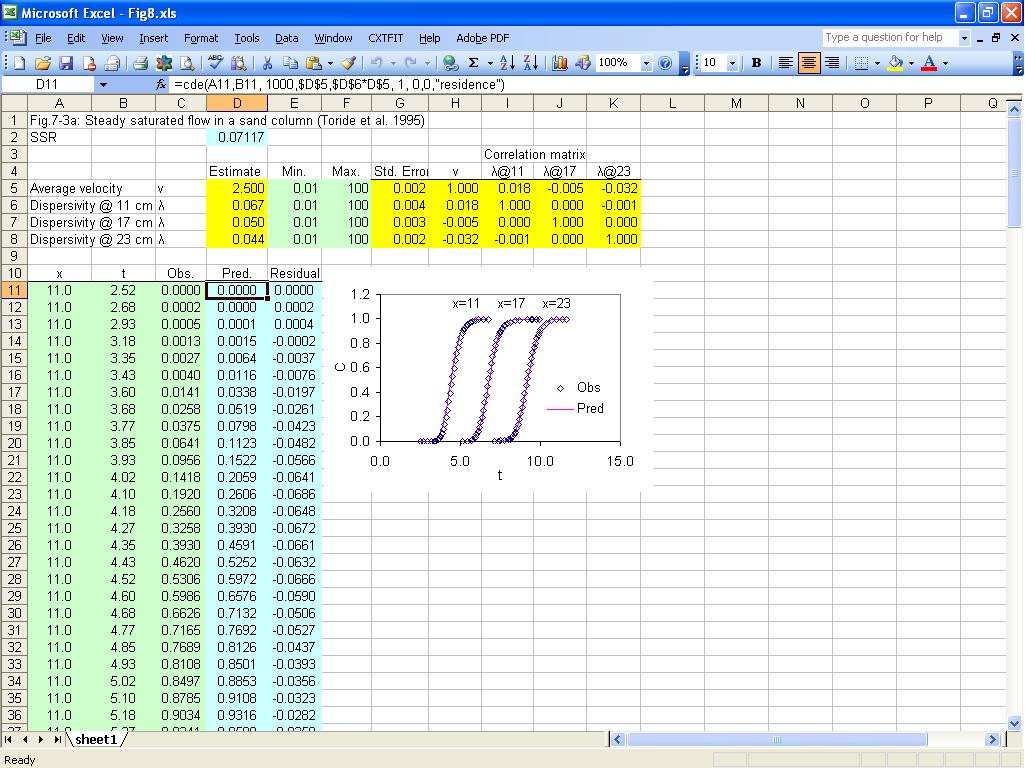 Microsoft Excel - Fig8.xls
File Edit View Insert Format Tools Data Window CXTFIT Help Adobe PDF Type a question for help
100% 10 B
D11 fx =cde(A11,B11, 1000,$D$5,$D$6*D$5, 1, 0,0,"residence")
A B C D E F G H I J K L M N O P Q
1 Fig.7-3a: Steady saturated flow in a sand column (Toride et al. 1995)
2 SSR 0.07117
3 Correlation matrix
4 Estimate Min. Max. Std. Erro v λ@11 λ@17 λ@23
5 Average velocity v 2.500 0.01 100 0.002 1.000 0.018 -0.005 -0.032
6 Dispersivity @ 11 cm λ 0.067 0.01 100 0.004 0.018 1.000 0.000 -0.001
7 Dispersivity @ 17 cm λ 0.050 0.01 100 0.003 -0.005 0.000 1.000 0.000
8 Dispersivity @ 23 cm λ 0.044 0.01 100 0.002 -0.032 -0.001 0.000 1.000
9
10 x t Obs. Pred. Residual
11 11.0 2.52 0.0000 0.0000 0.0000
12 11.0 2.68 0.0002 0.0000 0.0002
13 11.0 2.93 0.0005 0.0001 0.0004
14 11.0 3.18 0.0013 0.0015 -0.0002
15 11.0 3.35 0.0027 0.0064 -0.0037
16 11.0 3.43 0.0040 0.0116 -0.0076
17 11.0 3.60 0.0141 0.0338 -0.0197
18 11.0 3.68 0.0258 0.0519 -0.0261
19 11.0 3.77 0.0375 0.0798 -0.0423
20 11.0 3.85 0.0641 0.1123 -0.0482
21 11.0 3.93 0.0956 0.1522 -0.0566
22 11.0 4.02 0.1418 0.2059 -0.0641
23 11.0 4.10 0.1920 0.2606 -0.0686
24 11.0 4.18 0.2560 0.3208 -0.0648
25 11.0 4.27 0.3258 0.3930 -0.0672
26 11.0 4.35 0.3930 0.4591 -0.0661
27 11.0 4.43 0.4620 0.5252 -0.0632
28 11.0 4.52 0.5306 0.5972 -0.0666
29 11.0 4.60 0.5986 0.6576 -0.0590
30 11.0 4.68 0.6626 0.7132 -0.0506
31 11.0 4.77 0.7165 0.7692 -0.0527
32 11.0 4.85 0.7689 0.8126 -0.0437
33 11.0 4.93 0.8108 0.8501 -0.0393
34 11.0 5.02 0.8497 0.8853 -0.0356
35 11.0 5.10 0.8785 0.9108 -0.0323
36 11.0 5.18 0.9034 0.9316 -0.0282
1.2
x=11 x=17 x=23
1.0
0.8
C
0.6
0.4
0.2
0.0
Obs
Pred
0.0 5.0 10.0 15.0
t
sheet1
Ready